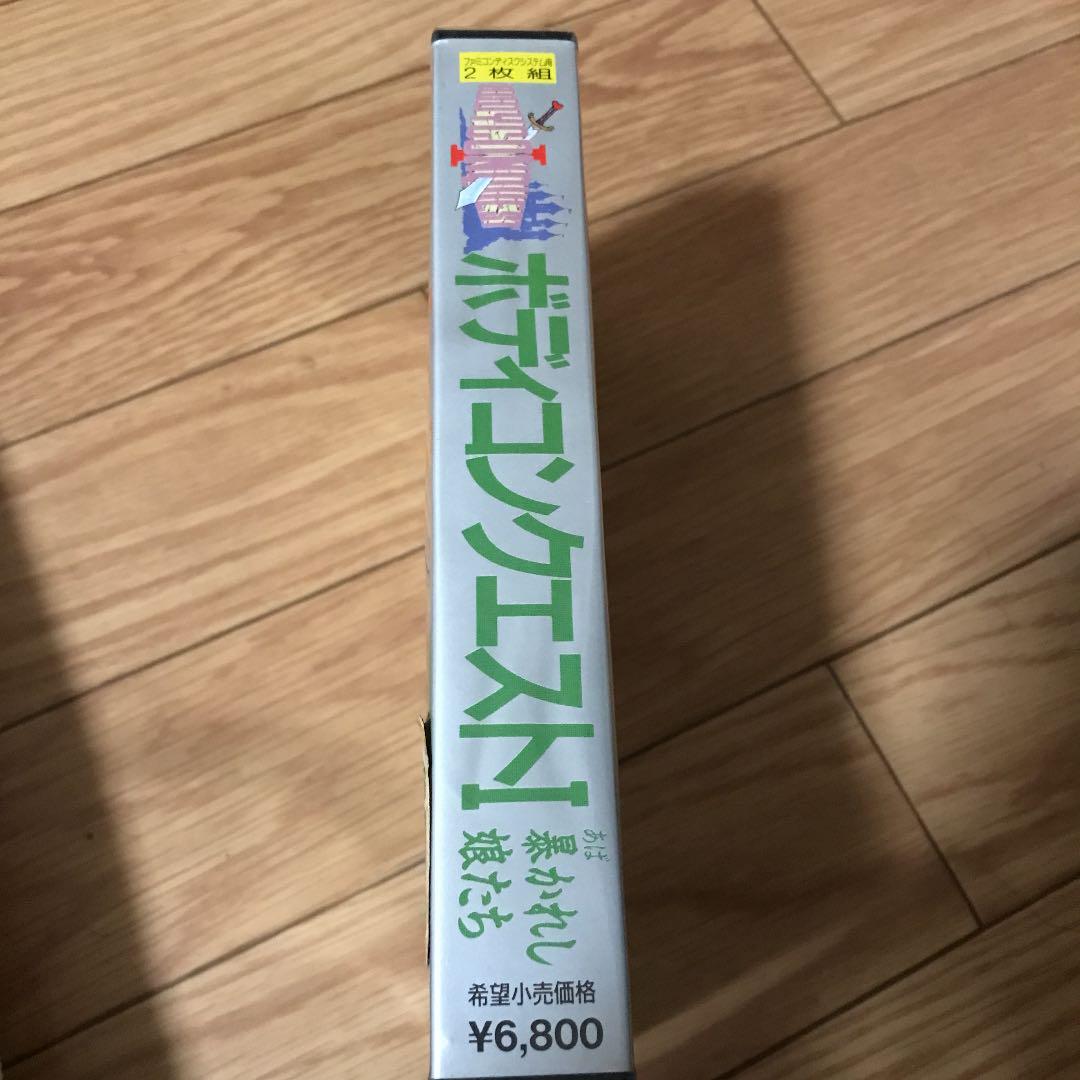 ファミコンディスクシステム用
2枚組
ボディコンクエストI
あば
暴かれし
娘たち
希望小売価格
¥6,800